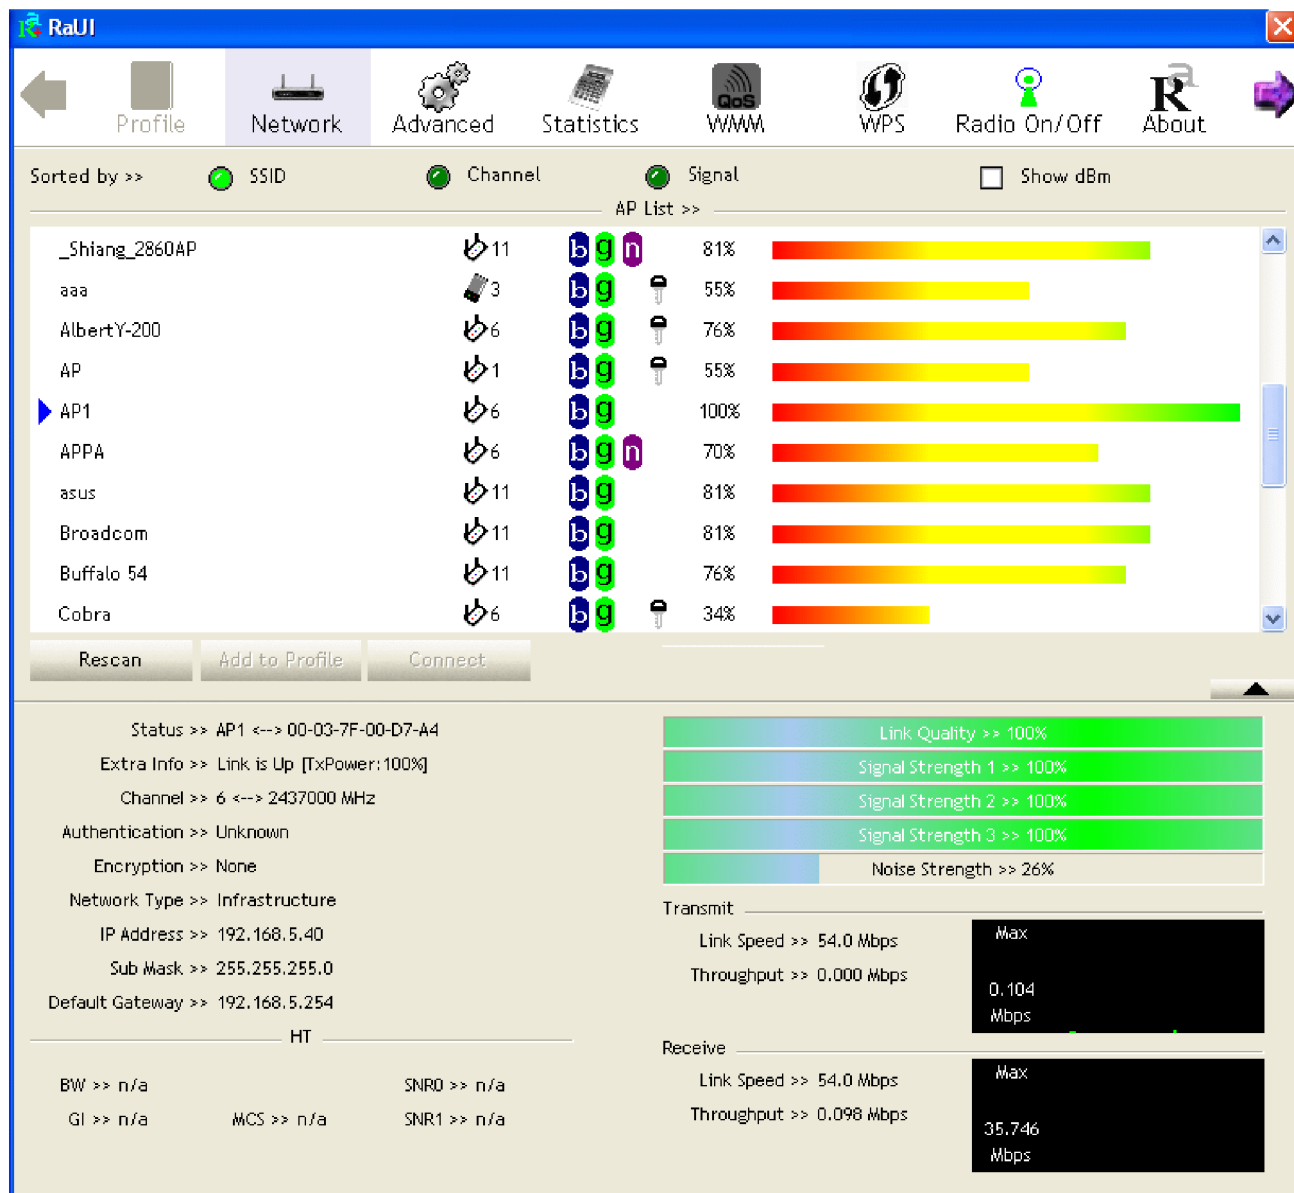 RaUI
Profile Network Advanced Statistics QoS WMM WPS Radio On/Off Ra About
Sorted by >> SSID Channel Signal Show dBm
AP List >>
_Shiang_2860AP 11 b g n 81%
aaa 3 b g 55%
AlbertY-200 6 b g 76%
AP 1 b g 55%
AP1 6 b g 100%
APPA 6 b g n 70%
asus 11 b g 81%
Broadcom 11 b g 81%
Buffalo 54 11 b g 76%
Cobra 6 b g 34%
Rescan Add to Profile Connect
Status >> AP1 <--> 00-03-7F-00-D7-A4
Extra Info >> Link is Up [TxPower:100%]
Channel >> 6 <--> 2437000 MHz
Authentication >> Unknown
Encryption >> None
Network Type >> Infrastructure
IP Address >> 192.168.5.40
Sub Mask >> 255.255.255.0
Default Gateway >> 192.168.5.254
HT
BW >> n/a SNR0 >> n/a
GI >> n/a MCS >> n/a SNR1 >> n/a
Link Quality >> 100%
Signal Strength 1 >> 100%
Signal Strength 2 >> 100%
Signal Strength 3 >> 100%
Noise Strength >> 26%
Transmit
Link Speed >> 54.0 Mbps
Throughput >> 0.000 Mbps
Max
0.104
Mbps
Receive
Link Speed >> 54.0 Mbps
Throughput >> 0.098 Mbps
Max
35.746
Mbps